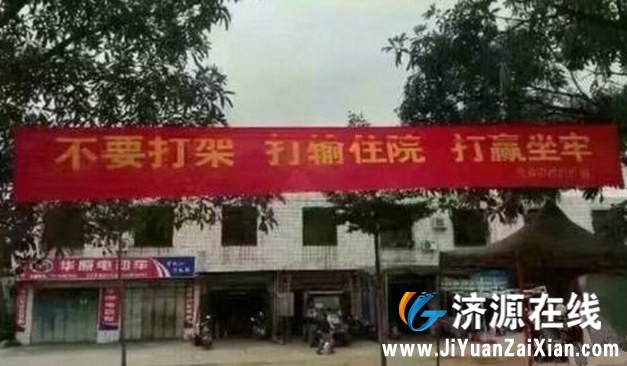 不要打架 打输住院 打赢坐牢
华原电动车
济源在线
www.JiYuanZaiXian.com